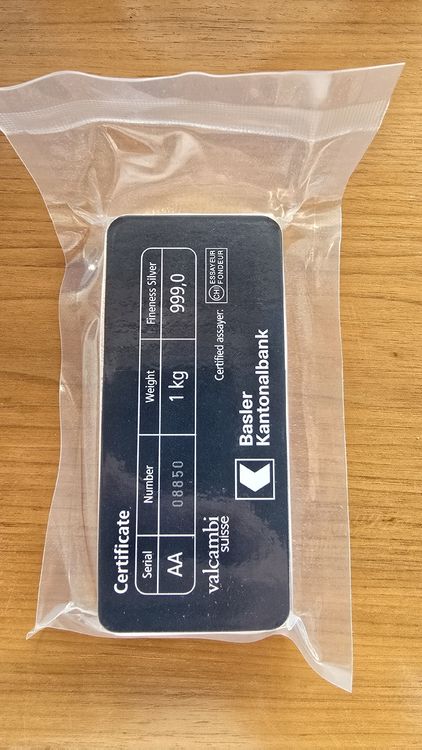 Certificate
Serial Number Weight Fineness Silver
AA 08850 1 kg 999,0
valcambi
suisse
Certified assayer:
CH ESSAYEUR
FONDEUR
Basler
Kantonalbank